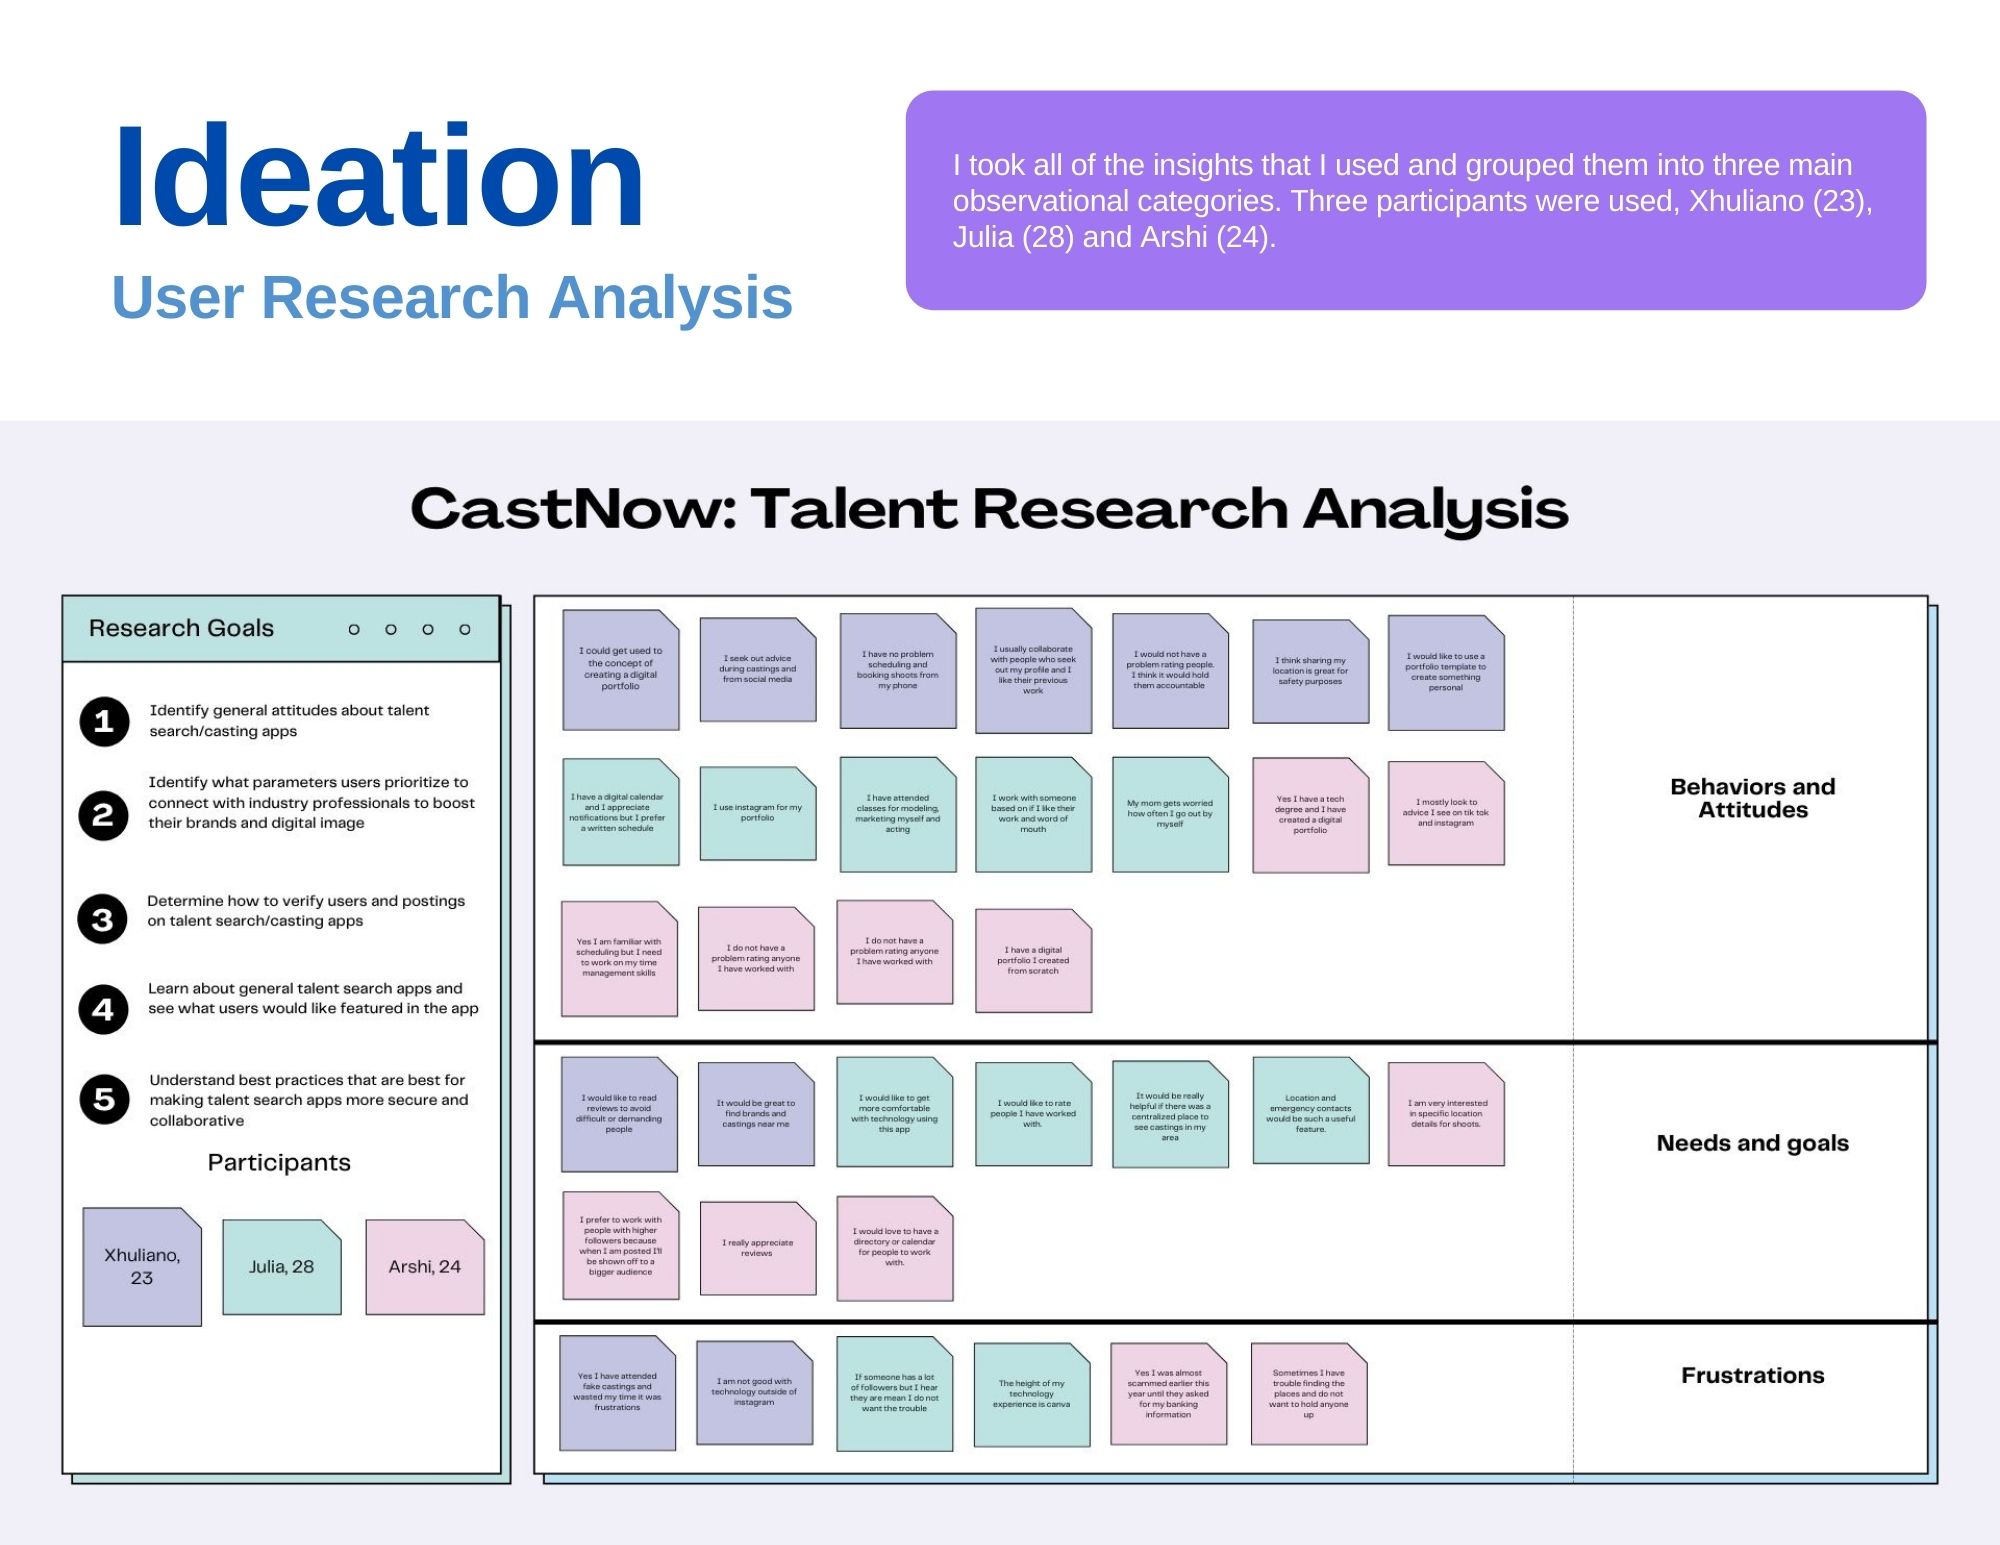 Ideation
User Research Analysis
I took all of the insights that I used and grouped them into three main
observational categories. Three participants were used, Xhuliano (23),
Julia (28) and Arshi (24).
CastNow: Talent Research Analysis
Research Goals
1
Identify general attitudes about talent
search/casting apps
2
Identify what parameters users prioritize to
connect with industry professionals to boost
their brands and digital image
3
Determine how to verify users and postings
on talent search/casting apps
4
Learn about general talent search apps and
see what users would like featured in the app
5
Understand best practices that are best for
making talent search apps more secure and
collaborative
Participants
Xhuliano,
23
Julia, 28
Arshi, 24
I could get used to
the concept of
creating a digital
portfolio
I seek out advice
during castings and
from social media
I have no problem
scheduling and
booking shoots from
my phone
I usually collaborate
with people who seek
out my profile and I
like their previous
work
I would not have a
problem rating people.
I think it would hold
them accountable
I think sharing my
location is great for
safety purposes
I would like to use a
portfolio template to
create something
personal
I have a digital calendar
and I appreciate
notifications but I prefer
a written schedule
I use instagram for my
portfolio
I have attended
classes for modeling,
marketing myself and
acting
I work with someone
based on if I like their
work and word of
mouth
My mom gets worried
how often I go out by
myself
Yes I have a tech
degree and I have
created a digital
portfolio
I mostly look to
advice I see on tik tok
and instagram
Yes I am familiar with
scheduling but I need
to work on my time
management skills
I do not have a
problem rating anyone
I have worked with
I do not have a
problem rating anyone
I have worked with
I have a digital
portfolio I created
from scratch
Behaviors and
Attitudes
I would like to read
reviews to avoid
difficult or demanding
people
It would be great to
find brands and
castings near me
I would like to get
more comfortable
with technology using
this app
I would like to rate
people I have worked
with.
It would be really
helpful if there was a
centralized place to
see castings in my
area
Location and
emergency contacts
would be such a useful
feature.
I am very interested
in specific location
details for shoots.
I prefer to work with
people with higher
followers because
when I am posted I'll
be shown off to a
bigger audience
I really appreciate
reviews
I would love to have a
directory or calendar
for people to work
with.
Needs and goals
Yes I have attended
fake castings and
wasted my time it was
frustrations
I am not good with
technology outside of
instagram
If someone has a lot
of followers but I hear
they are mean I do not
want the trouble
The height of my
technology
experience is canva
Yes I was almost
scammed earlier this
year until they asked
for my banking
information
Sometimes I have
trouble finding the
places and do not
want to hold anyone
up
Frustrations